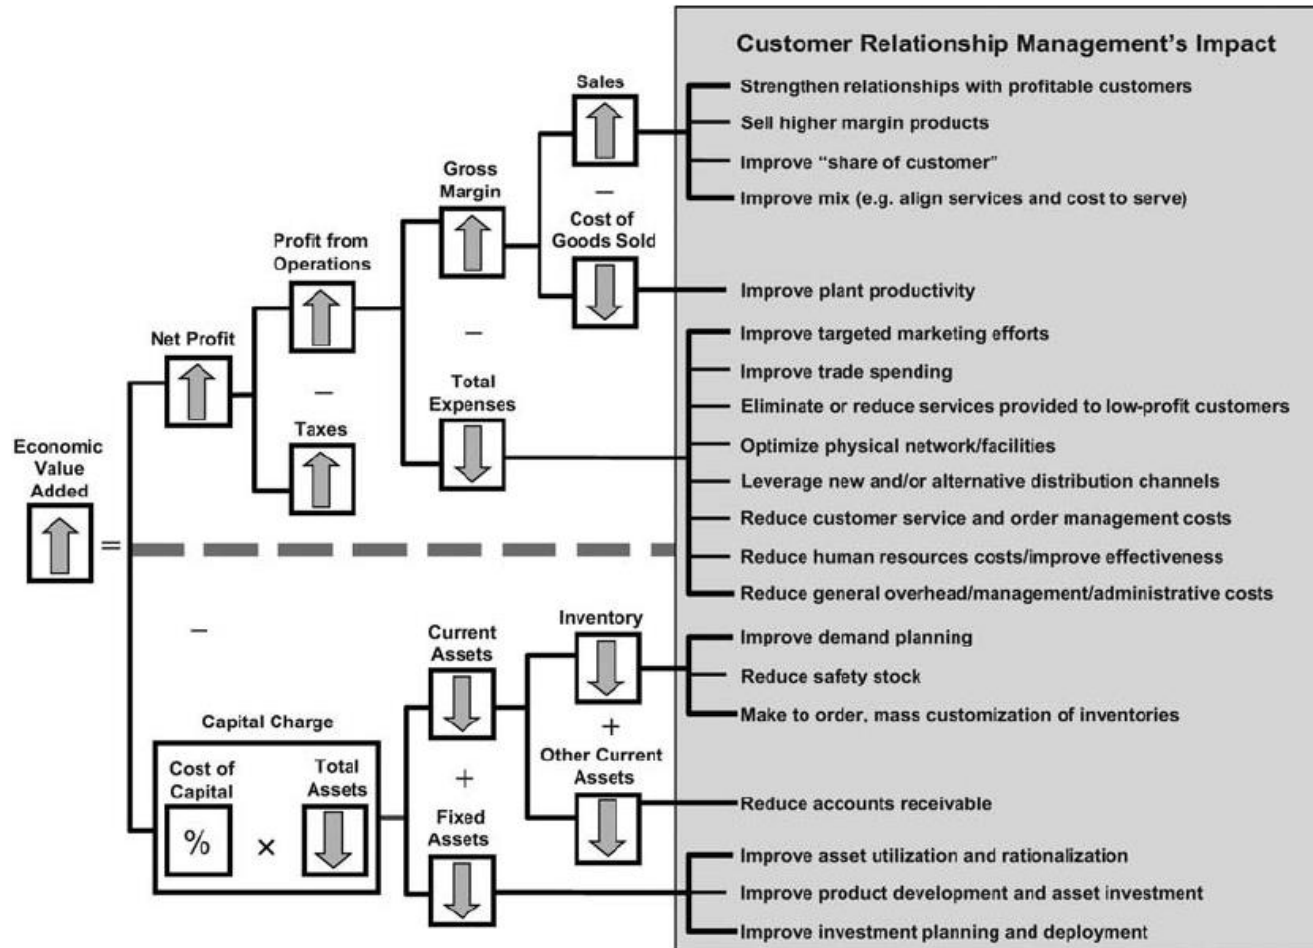 Customer Relationship Management's Impact
Sales
Strengthen relationships with profitable customers
Sell higher margin products
Improve “share of customer”
Improve mix (e.g. align services and cost to serve)
Gross
Margin
–
Cost of
Goods Sold
Improve plant productivity
Profit from
Operations
–
Net Profit
Improve targeted marketing efforts
Improve trade spending
Eliminate or reduce services provided to low-profit customers
Optimize physical network/facilities
Leverage new and/or alternative distribution channels
Reduce customer service and order management costs
Reduce human resources costs/improve effectiveness
Reduce general overhead/management/administrative costs
–
Total
Expenses
Taxes
Economic
Value
Added
=
–
Current
Assets
Inventory
Improve demand planning
Reduce safety stock
Make to order, mass customization of inventories
+
Other Current
Assets
Reduce accounts receivable
Capital Charge
Cost of
Capital
%
×
Total
Assets
+
Fixed
Assets
Improve asset utilization and rationalization
Improve product development and asset investment
Improve investment planning and deployment